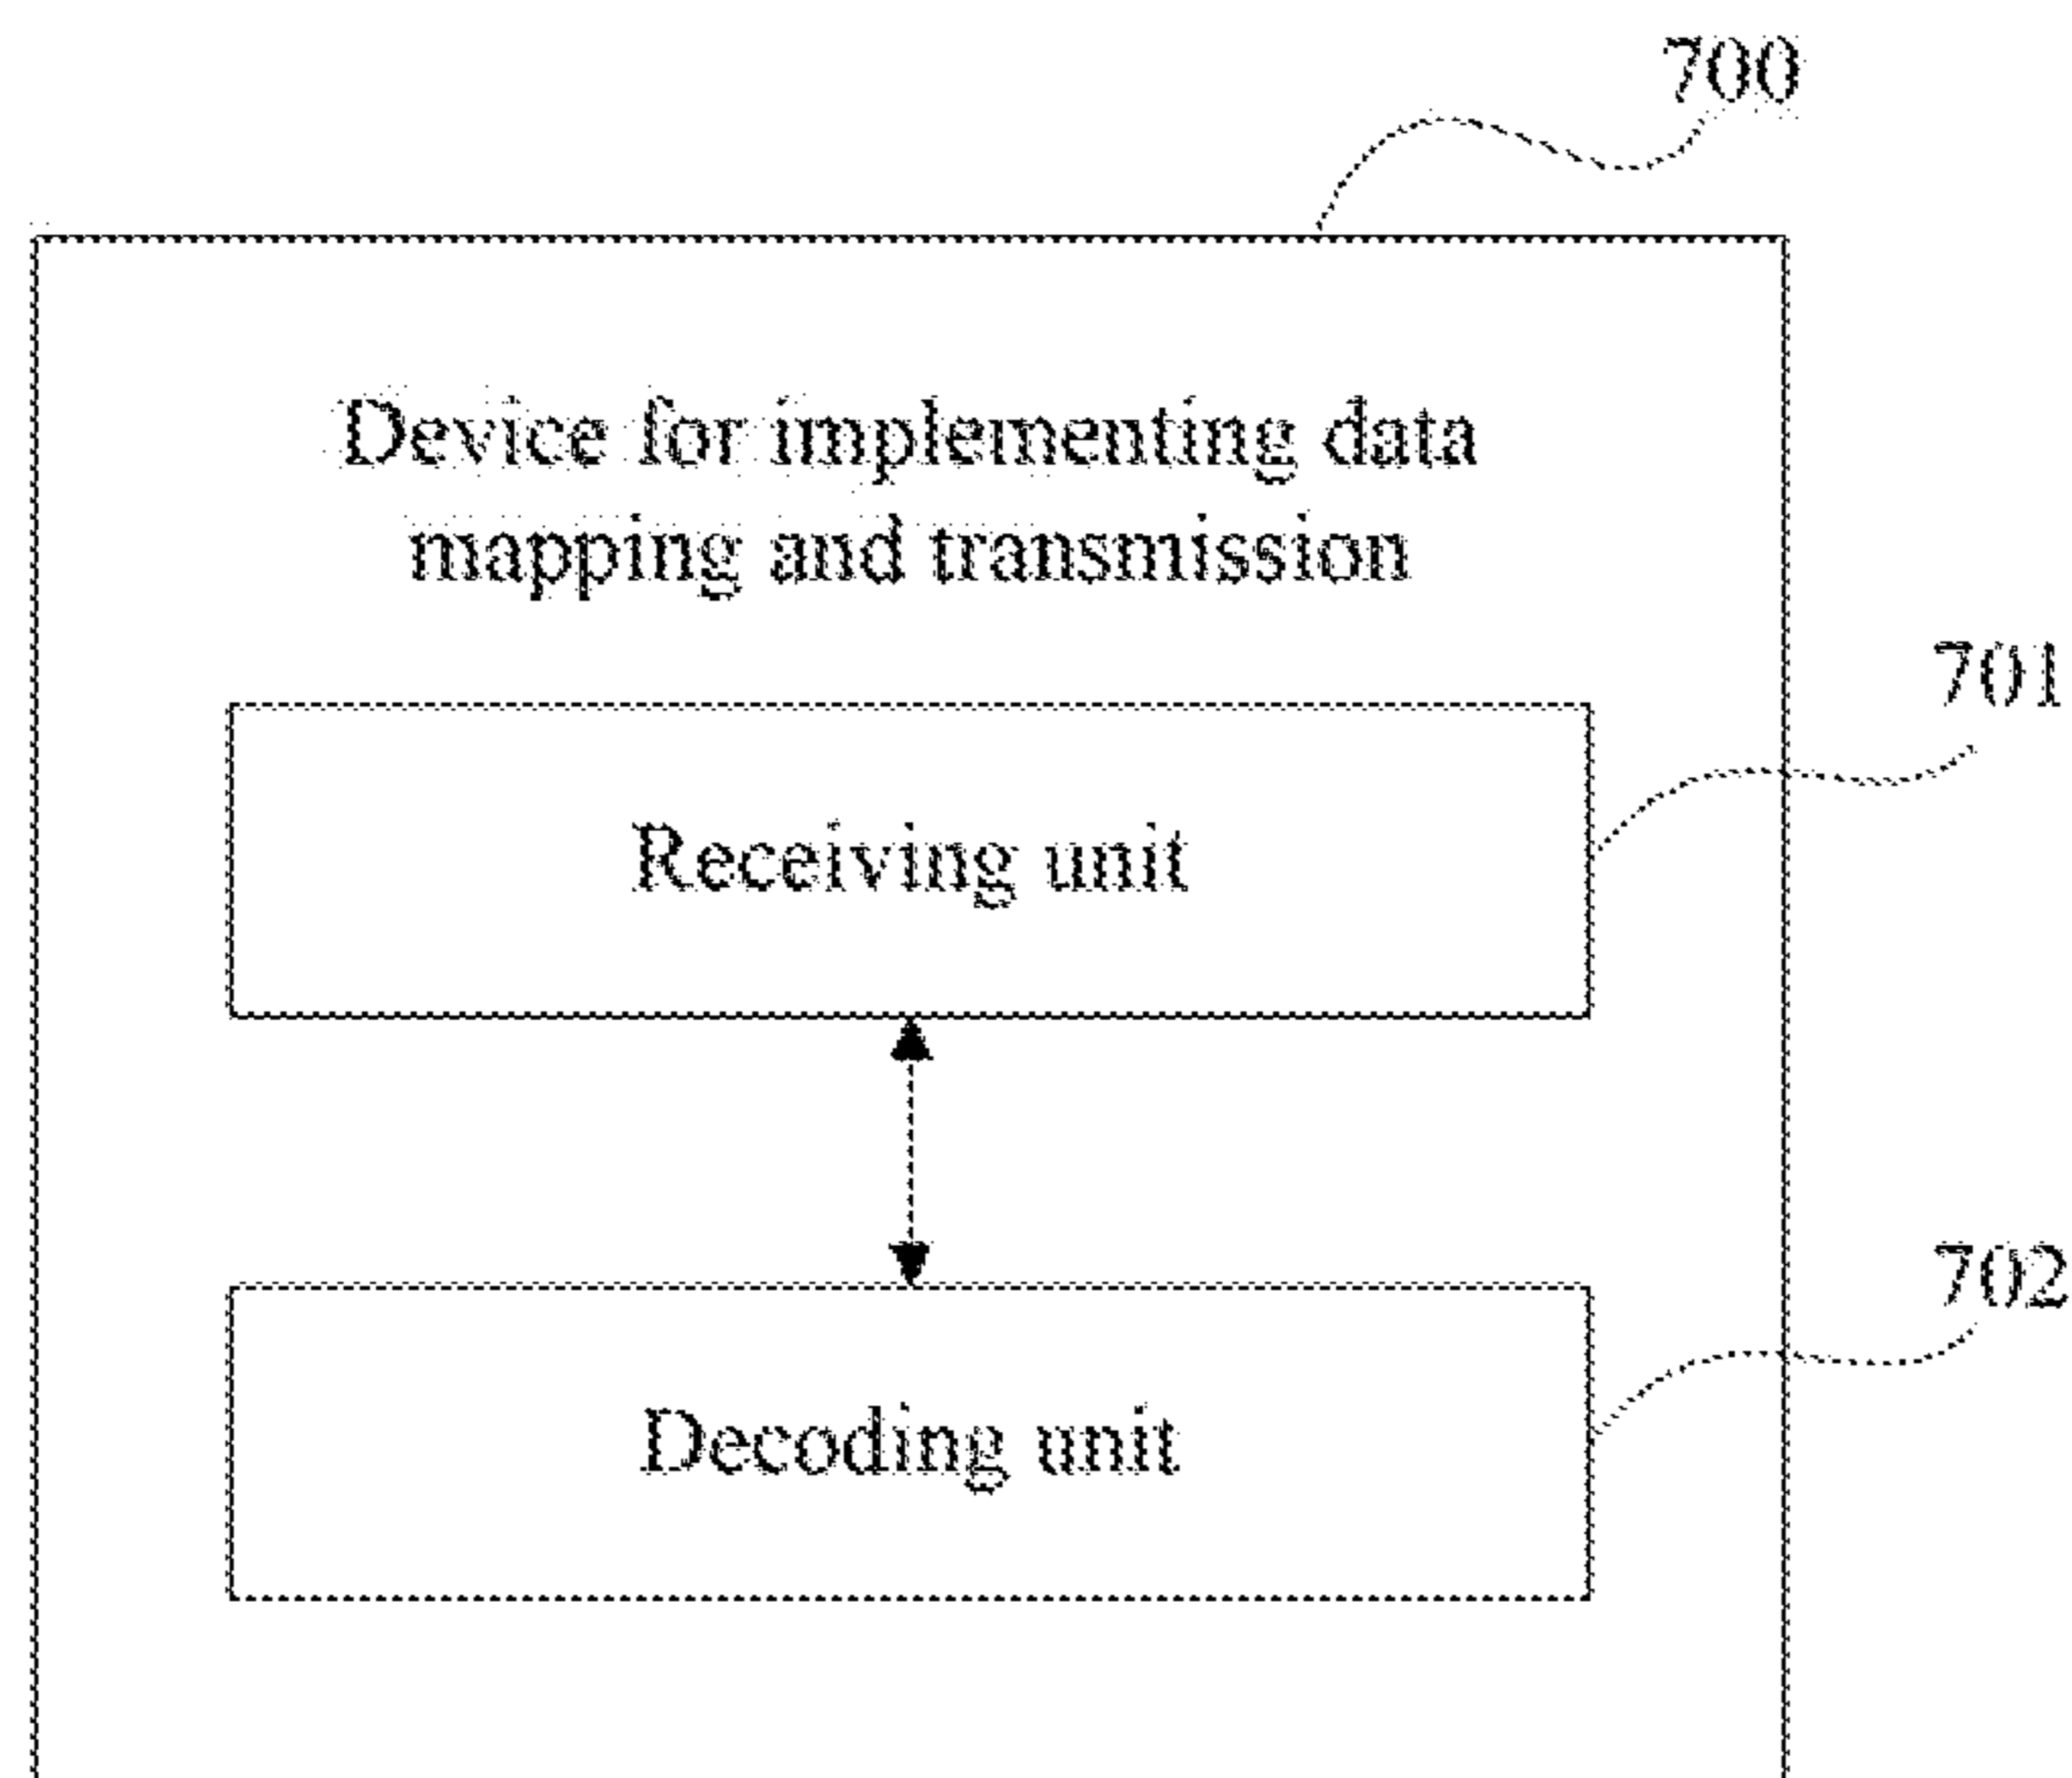 700
Device for implementing data
mapping and transmission
701
Receiving unit
702
Decoding unit